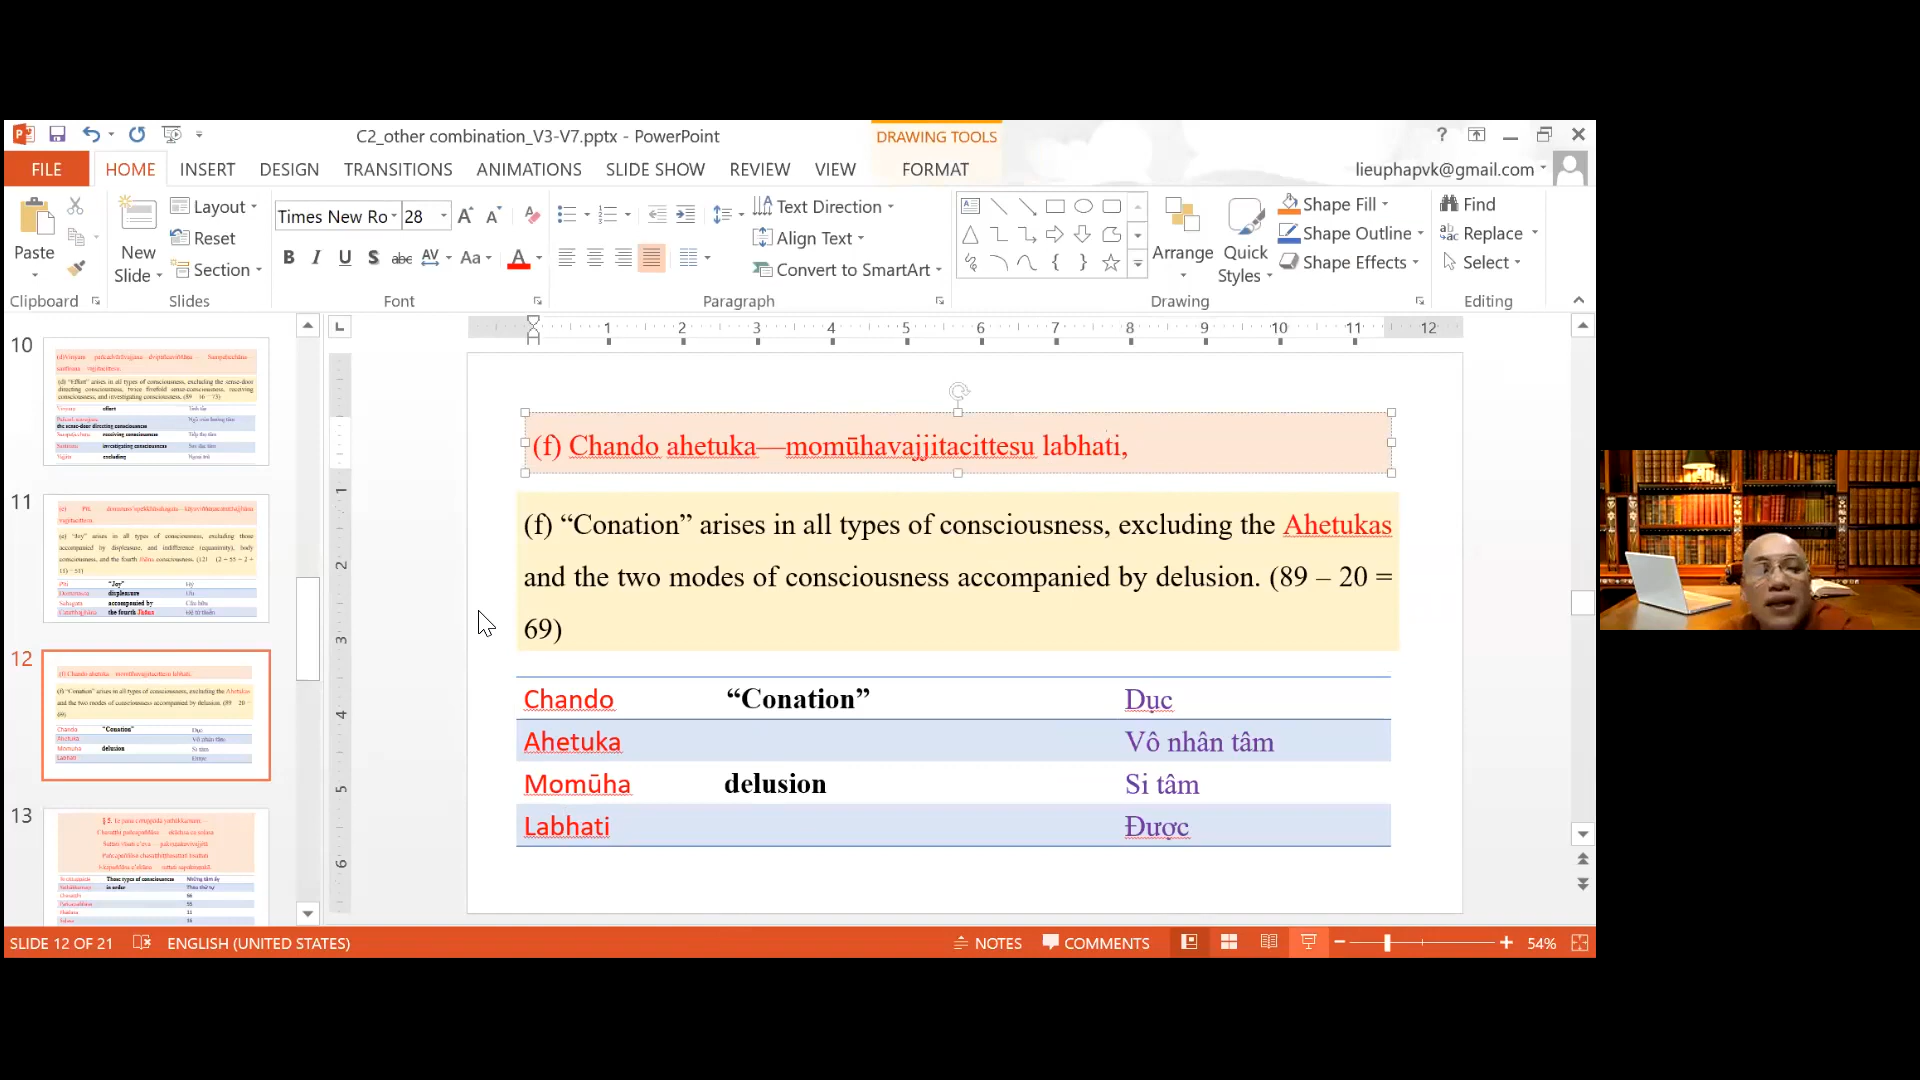 C2_other combination_V3-V7.pptx - PowerPoint
DRAWING TOOLS
FILE
HOME
INSERT
DESIGN
TRANSITIONS
ANIMATIONS
SLIDE SHOW
REVIEW
VIEW
FORMAT
lieuphapvk@gmail.com
Paste
New
Slide
Layout
Reset
Section
Times New Ro
28
Text Direction
Align Text
Convert to SmartArt
Arrange
Quick
Styles
Shape Fill
Shape Outline
Shape Effects
Find
Replace
Select
Clipboard
Slides
Font
Paragraph
Drawing
Editing
10
11
12
13
(f) Chando ahetuka—momūhavajjitacittesu labhati,
(f) “Conation” arises in all types of consciousness, excluding the Ahetukas
and the two modes of consciousness accompanied by delusion. (89 – 20 =
69)
Chando “Conation” Dục
Ahetuka Vô nhân tâm
Momūha delusion Si tâm
Labhati Được
SLIDE 12 OF 21
ENGLISH (UNITED STATES)
NOTES
COMMENTS
54%